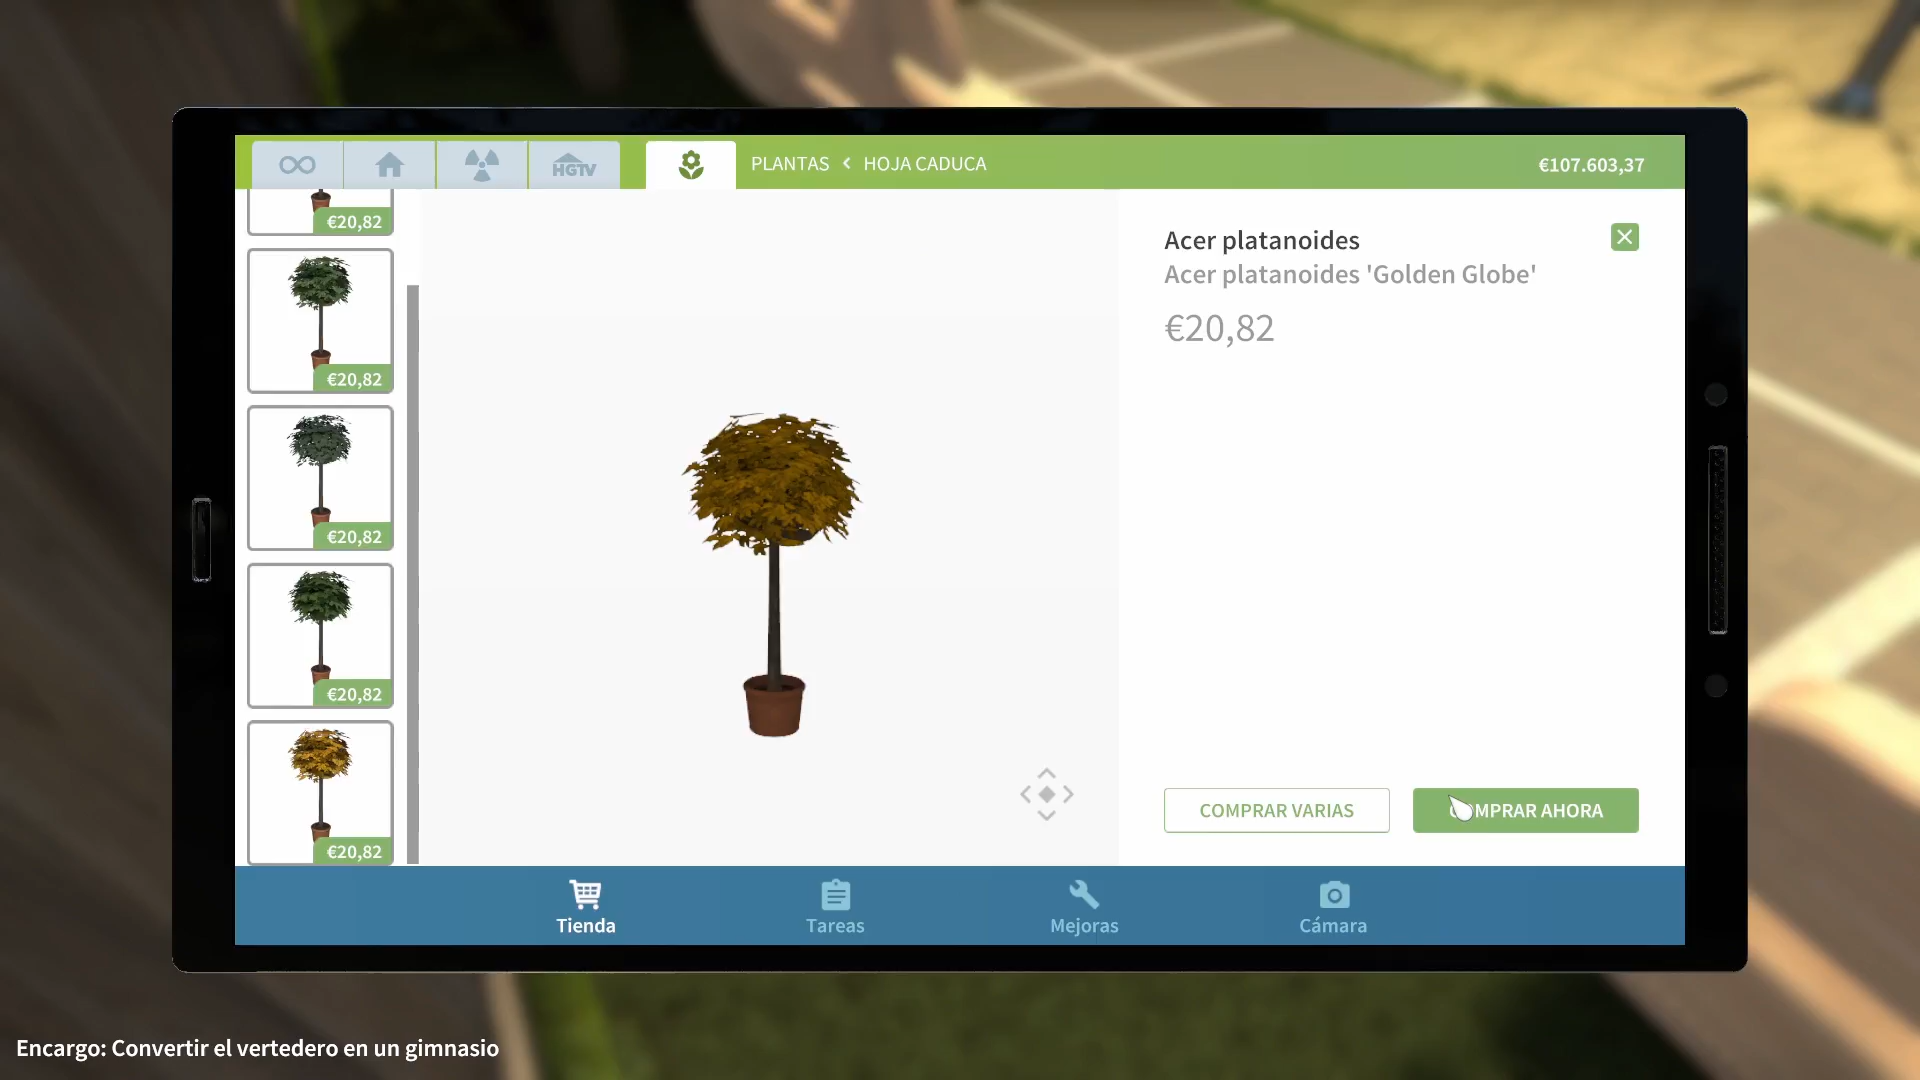 HGTV
PLANTAS < HOJA CADUCA
€107.603,37
€20,82
€20,82
€20,82
€20,82
€20,82
Acer platanoides
Acer platanoides 'Golden Globe'
€20,82
COMPRAR VARIAS
COMPRAR AHORA
Tienda
Tareas
Mejoras
Cámara
Encargo: Convertir el vertedero en un gimnasio